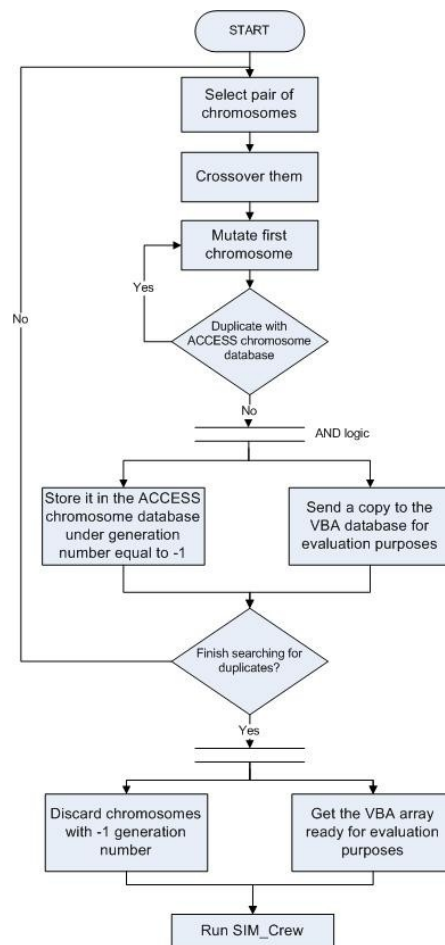 START
Select pair of
chromosomes
Crossover them
Mutate first
chromosome
Yes
No
Duplicate with
ACCESS chromosome
database
No
AND logic
Store it in the ACCESS
chromosome database
under generation
number equal to -1
Send a copy to the
VBA database for
evaluation purposes
Finish searching for
duplicates?
Yes
Discard chromosomes
with -1 generation
number
Get the VBA array
ready for evaluation
purposes
Run SIM_Crew